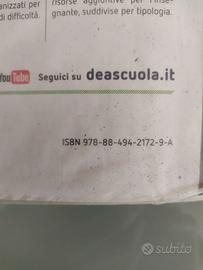 anizzati per
di difficoltà.
risorse aggiuntive per l'inse-
gnante, suddivise per tipologia.
YouTube Seguici su deascuola.it
ISBN 978-88-494-2172-9-A
subito